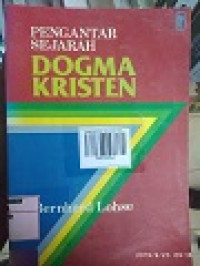 PENGANTAR
SEJARAH
DOGMA
KRISTEN
Bernhard Lohse